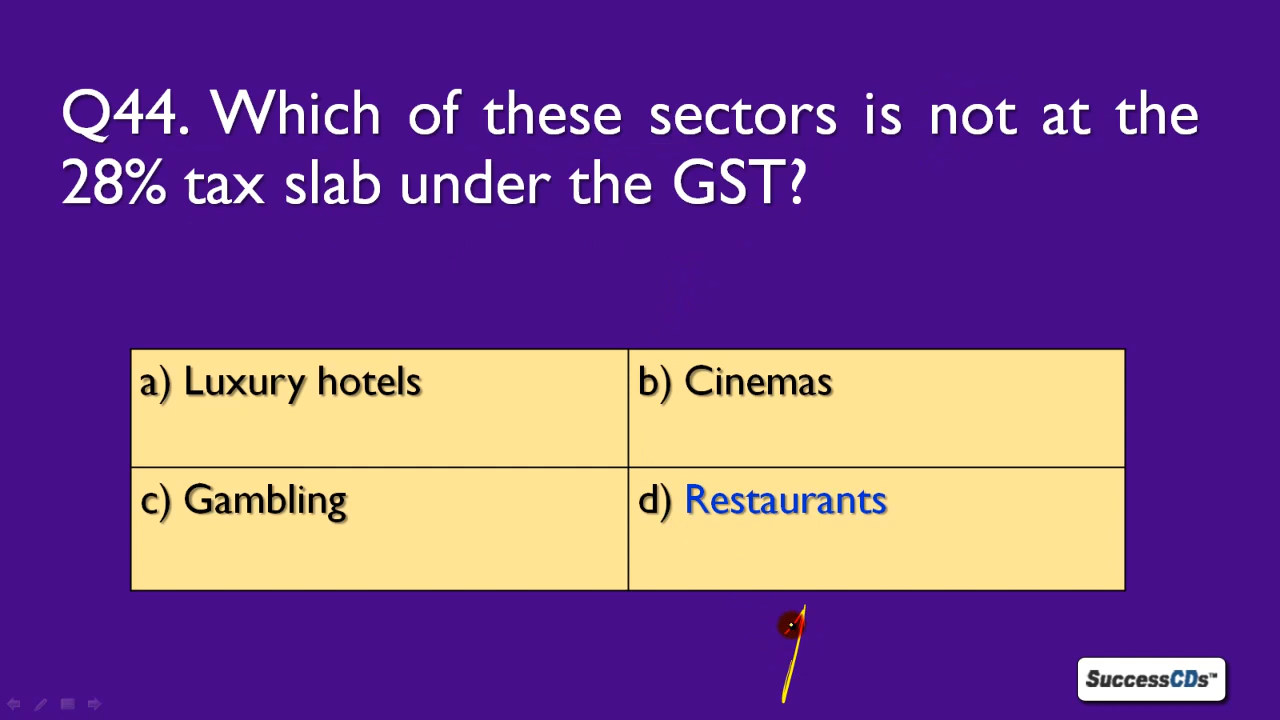 Q44. Which of these sectors is not at the
28% tax slab under the GST?
a) Luxury hotels
b) Cinemas
c) Gambling
d) Restaurants
SuccessCDs™